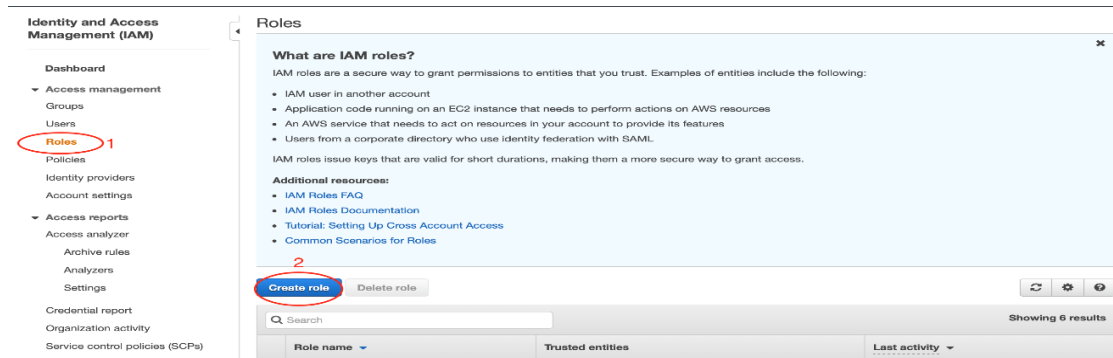 Identity and Access
Management (IAM)
Dashboard
Access management
Groups
Users
Roles 1
Policies
Identity providers
Account settings
Access reports
Access analyzer
Archive rules
Analyzers
Settings
Credential report
Organization activity
Service control policies (SCPs)
Roles
What are IAM roles?
IAM roles are a secure way to grant permissions to entities that you trust. Examples of entities include the following:
• IAM user in another account
• Application code running on an EC2 instance that needs to perform actions on AWS resources
• An AWS service that needs to act on resources in your account to provide its features
• Users from a corporate directory who use identity federation with SAML
IAM roles issue keys that are valid for short durations, making them a more secure way to grant access.
Additional resources:
• IAM Roles FAQ
• IAM Roles Documentation
• Tutorial: Setting Up Cross Account Access
• Common Scenarios for Roles
2
Create role Delete role
Search Showing 6 results
Role name Trusted entities Last activity